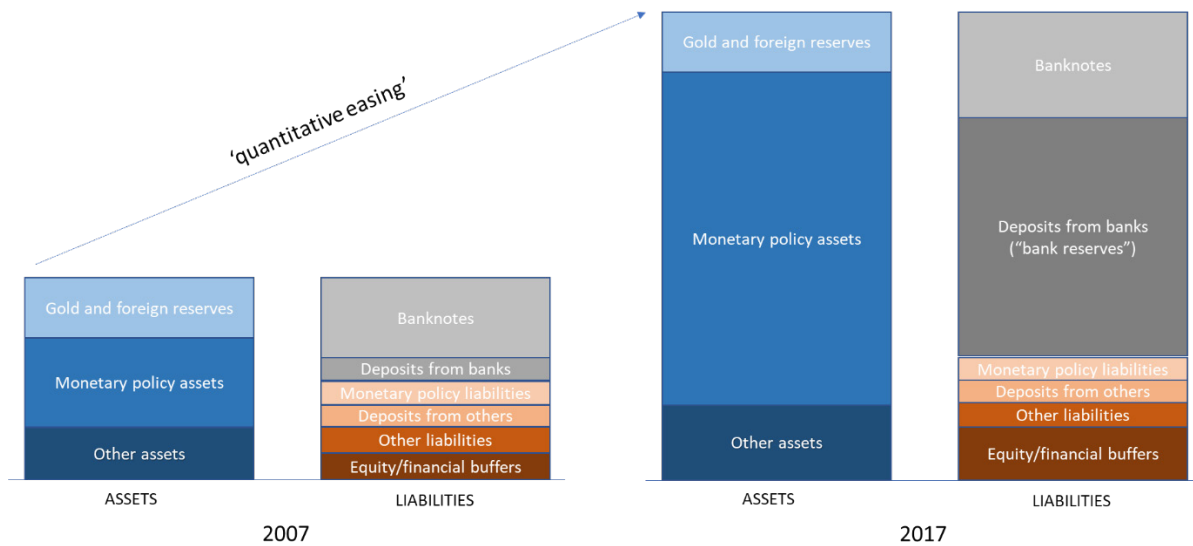 ‘quantitative easing’
Gold and foreign reserves
Monetary policy assets
Other assets
ASSETS
Banknotes
Deposits from banks
Monetary policy liabilities
Deposits from others
Other liabilities
Equity/financial buffers
LIABILITIES
2007
Gold and foreign reserves
Monetary policy assets
Other assets
ASSETS
Banknotes
Deposits from banks
(“bank reserves”)
Monetary policy liabilities
Deposits from others
Other liabilities
Equity/financial buffers
LIABILITIES
2017